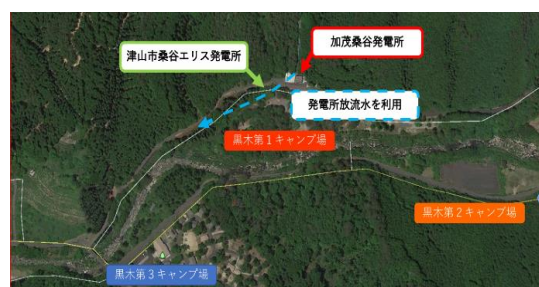 加茂桑谷発電所
津山市桑谷エリス発電所
発電所放流水を利用
黒木第１キャンプ場
黒木第２キャンプ場
黒木第３キャンプ場